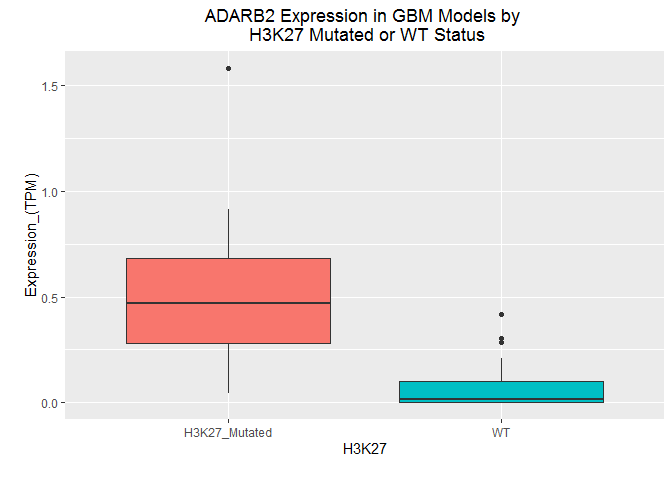 ADARB2 Expression in GBM Models by
H3K27 Mutated or WT Status
Expression_(TPM)
1.5
1.0
0.5
0.0
H3K27_Mutated
WT
H3K27